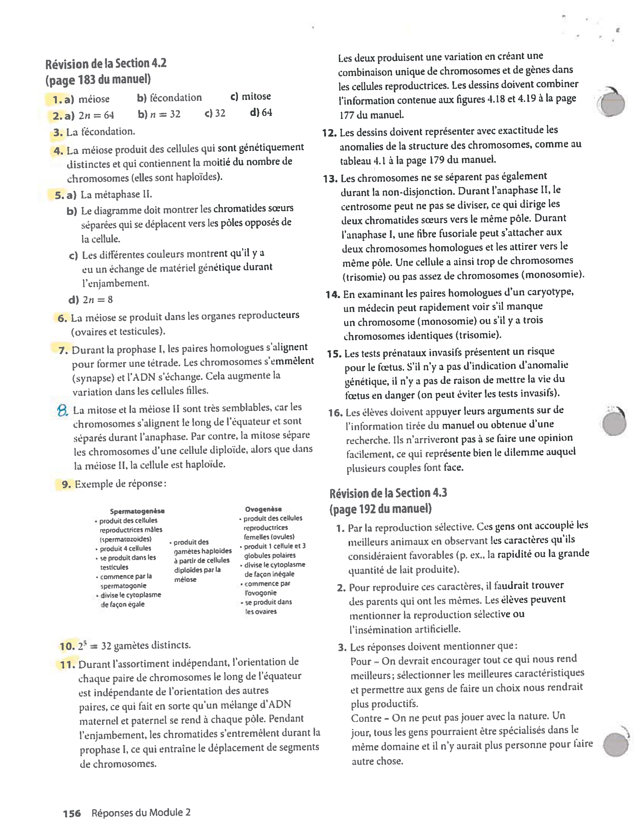 Révision de la Section 4.2
(page 183 du manuel)
1. a) méiose b) fécondation c) mitose
2. a) 2n = 64 b) n = 32 c) 32 d) 64
3. La fécondation.
4. La méiose produit des cellules qui sont génétiquement
distinctes et qui contiennent la moitié du nombre de
chromosomes (elles sont haploïdes).
5. a) La métaphase II.
b) Le diagramme doit montrer les chromatides sœurs
séparées qui se déplacent vers les pôles opposés de
la cellule.
c) Les différentes couleurs montrent qu'il y a
eu un échange de matériel génétique durant
l'enjambement.
d) 2n = 8
6. La méiose se produit dans les organes reproducteurs
(ovaires et testicules).
7. Durant la prophase I, les paires homologues s'alignent
pour former une tétrade. Les chromosomes s'emmêlent
(synapse) et l'ADN s'échange. Cela augmente la
variation dans les cellules filles.
8. La mitose et la méiose II sont très semblables, car les
chromosomes s'alignent le long de l'équateur et sont
séparés durant l'anaphase. Par contre, la mitose sépare
les chromosomes d'une cellule diploïde, alors que dans
la méiose II, la cellule est haploïde.
9. Exemple de réponse :
Spermatogenèse
• produit des cellules
reproductrices mâles
(spermatozoïdes)
• produit 4 cellules
• se produit dans les
testicules
• commence par la
spermatogonie
• divise le cytoplasme
de façon égale
• produit des
gamètes haploïdes
à partir de cellules
diploïdes par la
méiose
Ovogenèse
• produit des cellules
reproductrices
femelles (ovules)
• produit 1 cellule et 3
globules polaires
• divise le cytoplasme
de façon inégale
• commence par
l'ovogonie
• se produit dans
les ovaires
10. 2⁵ = 32 gamètes distincts.
11. Durant l'assortiment indépendant, l'orientation de
chaque paire de chromosomes le long de l'équateur
est indépendante de l'orientation des autres
paires, ce qui fait en sorte qu'un mélange d'ADN
maternel et paternel se rend à chaque pôle. Pendant
l'enjambement, les chromatides s'entremêlent durant la
prophase I, ce qui entraîne le déplacement de segments
de chromosomes.
Les deux produisent une variation en créant une
combinaison unique de chromosomes et de gènes dans
les cellules reproductrices. Les dessins doivent combiner
l'information contenue aux figures 4.18 et 4.19 à la page
177 du manuel.
12. Les dessins doivent représenter avec exactitude les
anomalies de la structure des chromosomes, comme au
tableau 4.1 à la page 179 du manuel.
13. Les chromosomes ne se séparent pas également
durant la non-disjonction. Durant l'anaphase II, le
centrosome peut ne pas se diviser, ce qui dirige les
deux chromatides sœurs vers le même pôle. Durant
l'anaphase I, une fibre fusoriale peut s'attacher aux
deux chromosomes homologues et les attirer vers le
même pôle. Une cellule a ainsi trop de chromosomes
(trisomie) ou pas assez de chromosomes (monosomie).
14. En examinant les paires homologues d'un caryotype,
un médecin peut rapidement voir s'il manque
un chromosome (monosomie) ou s'il y a trois
chromosomes identiques (trisomie).
15. Les tests prénataux invasifs présentent un risque
pour le fœtus. S'il n'y a pas d'indication d'anomalie
génétique, il n'y a pas de raison de mettre la vie du
fœtus en danger (on peut éviter les tests invasifs).
16. Les élèves doivent appuyer leurs arguments sur de
l'information tirée du manuel ou obtenue d'une
recherche. Ils n'arriveront pas à se faire une opinion
facilement, ce qui représente bien le dilemme auquel
plusieurs couples font face.
Révision de la Section 4.3
(page 192 du manuel)
1. Par la reproduction sélective. Ces gens ont accouplé les
meilleurs animaux en observant les caractères qu'ils
considéraient favorables (p. ex., la rapidité ou la grande
quantité de lait produite).
2. Pour reproduire ces caractères, il faudrait trouver
des parents qui ont les mêmes. Les élèves peuvent
mentionner la reproduction sélective ou
l'insémination artificielle.
3. Les réponses doivent mentionner que :
Pour – On devrait encourager tout ce qui nous rend
meilleurs ; sélectionner les meilleures caractéristiques
et permettre aux gens de faire un choix nous rendrait
plus productifs.
Contre – On ne peut pas jouer avec la nature. Un
jour, tous les gens pourraient être spécialisés dans le
même domaine et il n'y aurait plus personne pour faire
autre chose.
156 Réponses du Module 2